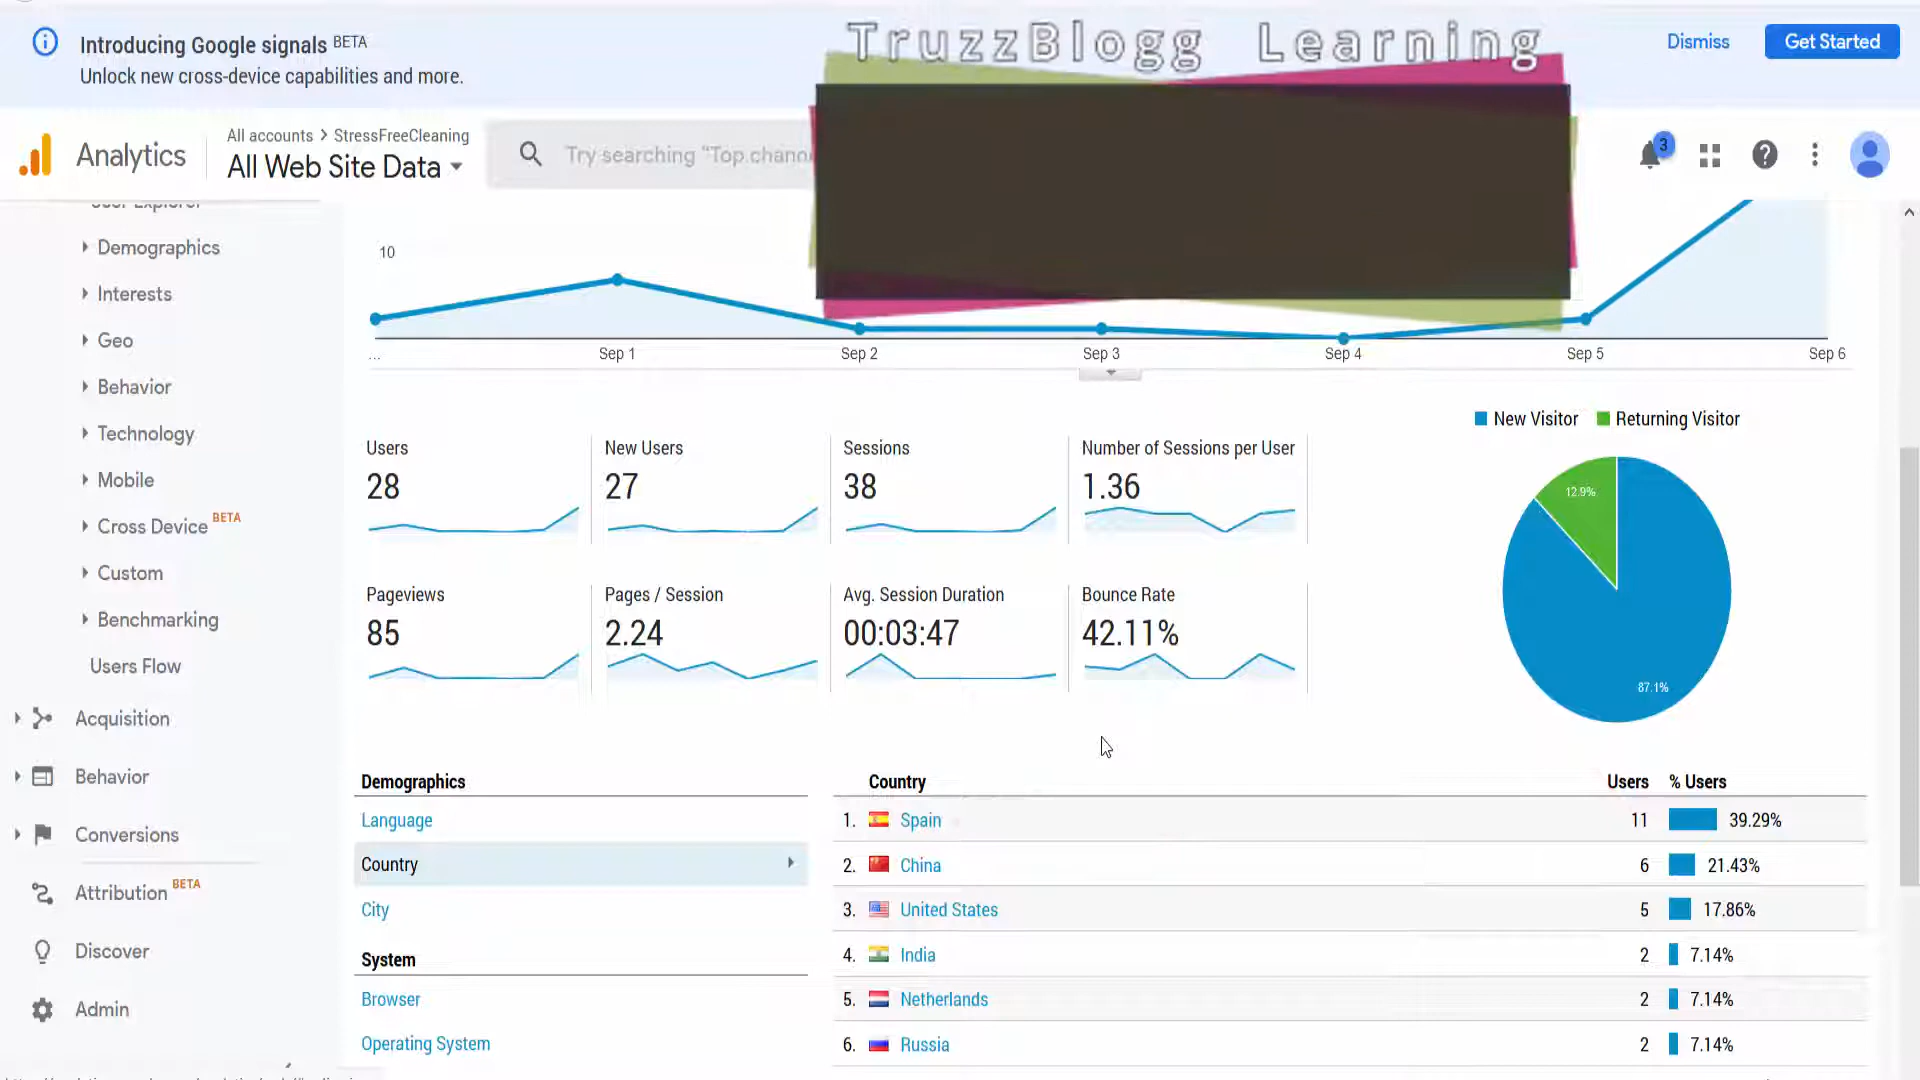 TruzzBlogg Learning
Introducing Google signals BETA
Unlock new cross-device capabilities and more.
Dismiss
Get Started
Analytics
All accounts > StressFreeCleaning
All Web Site Data
Try searching "Top
3
User Explorer
Demographics
Interests
Geo
Behavior
Technology
Mobile
Cross Device BETA
Custom
Benchmarking
Users Flow
Acquisition
Behavior
Conversions
Attribution BETA
Discover
Admin
10
... Sep 1 Sep 2 Sep 3 Sep 4 Sep 5 Sep 6
New Visitor Returning Visitor
12.9%
87.1%
Users New Users Sessions Number of Sessions per User
28 27 38 1.36
Pageviews Pages / Session Avg. Session Duration Bounce Rate
85 2.24 00:03:47 42.11%
Demographics
Language
Country
City
System
Browser
Operating System
Country Users % Users
1. Spain 11 39.29%
2. China 6 21.43%
3. United States 5 17.86%
4. India 2 7.14%
5. Netherlands 2 7.14%
6. Russia 2 7.14%